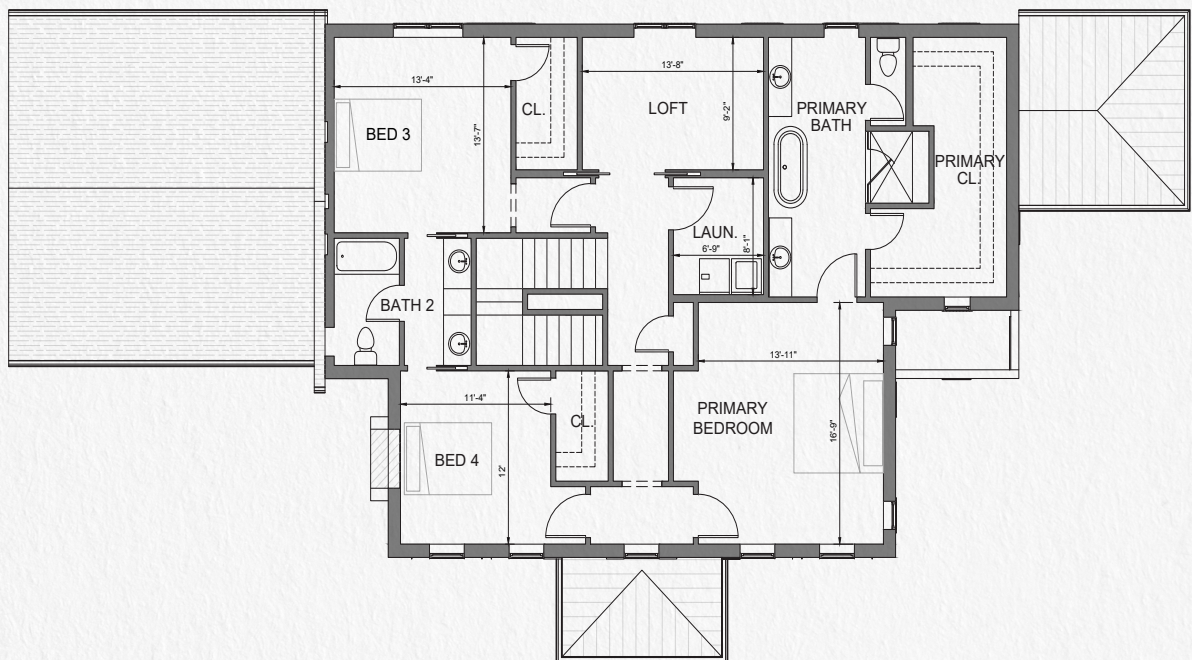 13'-4"
BED 3
13'-7"
CL.
13'-8"
LOFT
9'-2"
PRIMARY
BATH
PRIMARY
CL.
LAUN.
6'-9"
8'-1"
BATH 2
11'-4"
BED 4
12'
CL.
13'-11"
PRIMARY
BEDROOM
16'-9"